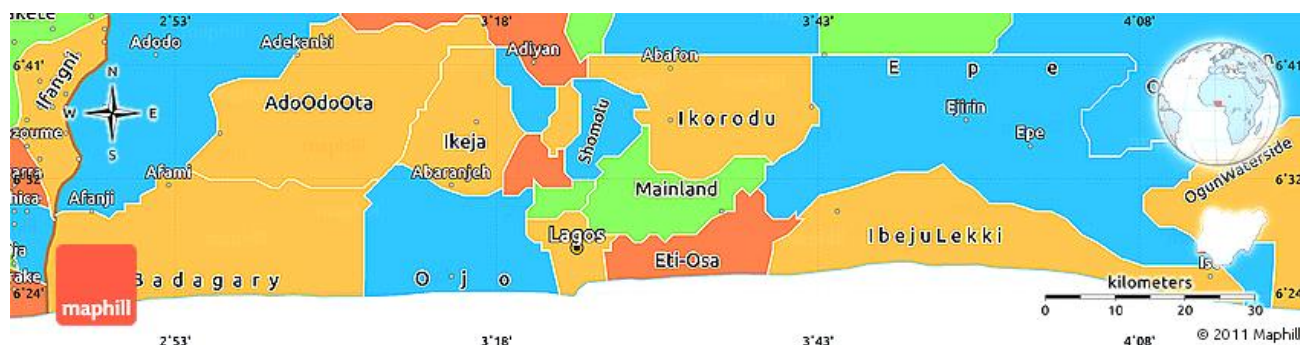 2°53' 3°18' 3°43' 4°08'
Adodo Adekanbi Adiyan Abafon
6°41' 6°41'
Ifangni
N
W E
S
AdoOdoOta
Ikeja
Shomolu
Ikorodu
E p e
Ejirin
Epe
Afami
Abaranjeh
6°32' 6°32'
Afanji
Mainland
OgunWaterside
Lagos
IbejuLekki
Eti-Osa
B a d a g a r y
O j o
6°24' 6°24'
maphill
kilometers
0 10 20 30
2°53' 3°18' 3°43' 4°08'
© 2011 Maphill